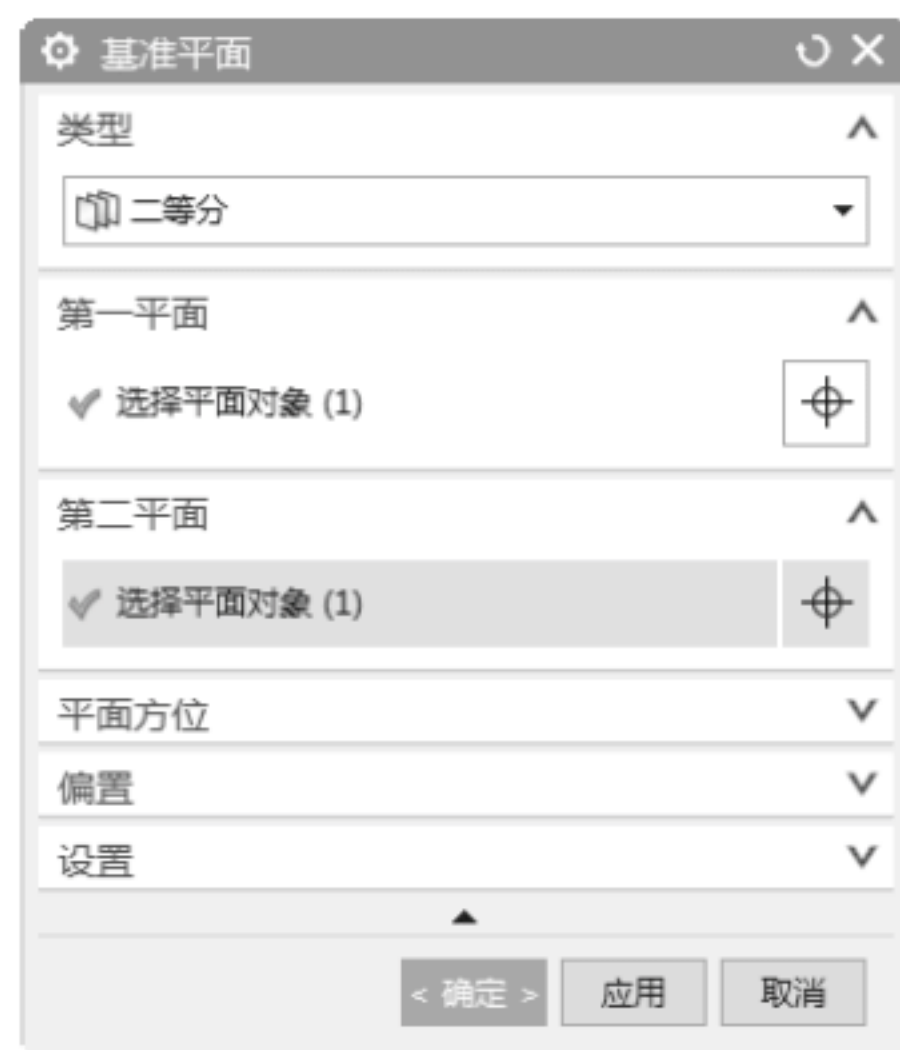 基准平面
类型
二等分
第一平面
选择平面对象 (1)
第二平面
选择平面对象 (1)
平面方位
偏置
设置
< 确定 > 应用 取消